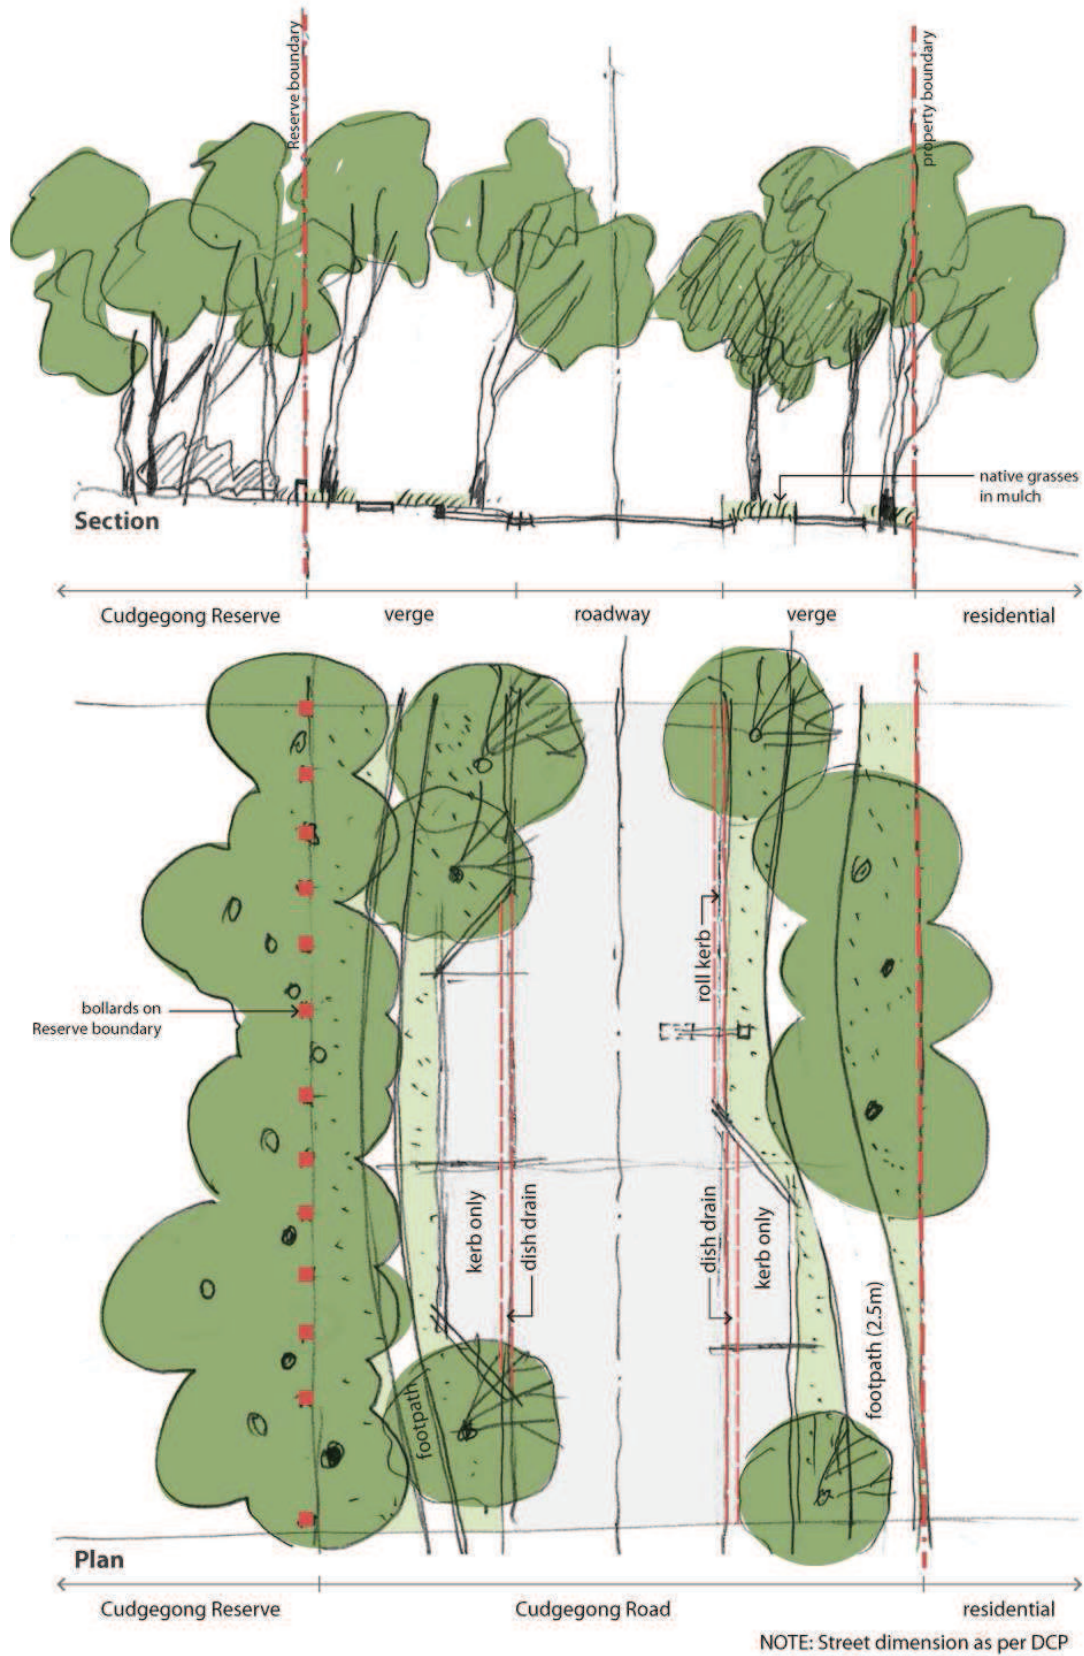 Reserve boundary
property boundary
native grasses
in mulch
Section
Cudgegong Reserve
verge
roadway
verge
residential
roll kerb
bollards on
Reserve boundary
kerb only
dish drain
dish drain
kerb only
footpath (2.5m)
footpath
Plan
Cudgegong Reserve
Cudgegong Road
residential
NOTE: Street dimension as per DCP